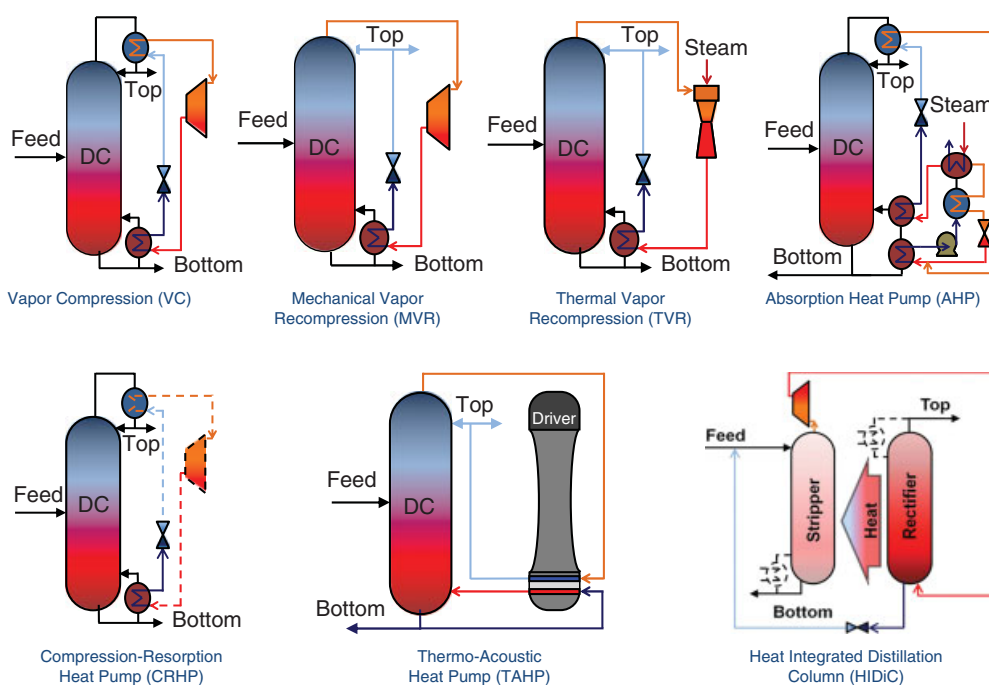 Top
Feed
DC
Bottom
Vapor Compression (VC)
Top
Feed
DC
Bottom
Mechanical Vapor
Recompression (MVR)
Top
Steam
Feed
DC
Bottom
Thermal Vapor
Recompression (TVR)
Top
Steam
Feed
DC
Bottom
Absorption Heat Pump (AHP)
Top
Feed
DC
Bottom
Compression-Resorption
Heat Pump (CRHP)
Top
Driver
Feed
DC
Bottom
Thermo-Acoustic
Heat Pump (TAHP)
Top
Feed
Stripper
Heat
Rectifier
Bottom
Heat Integrated Distillation
Column (HIDiC)